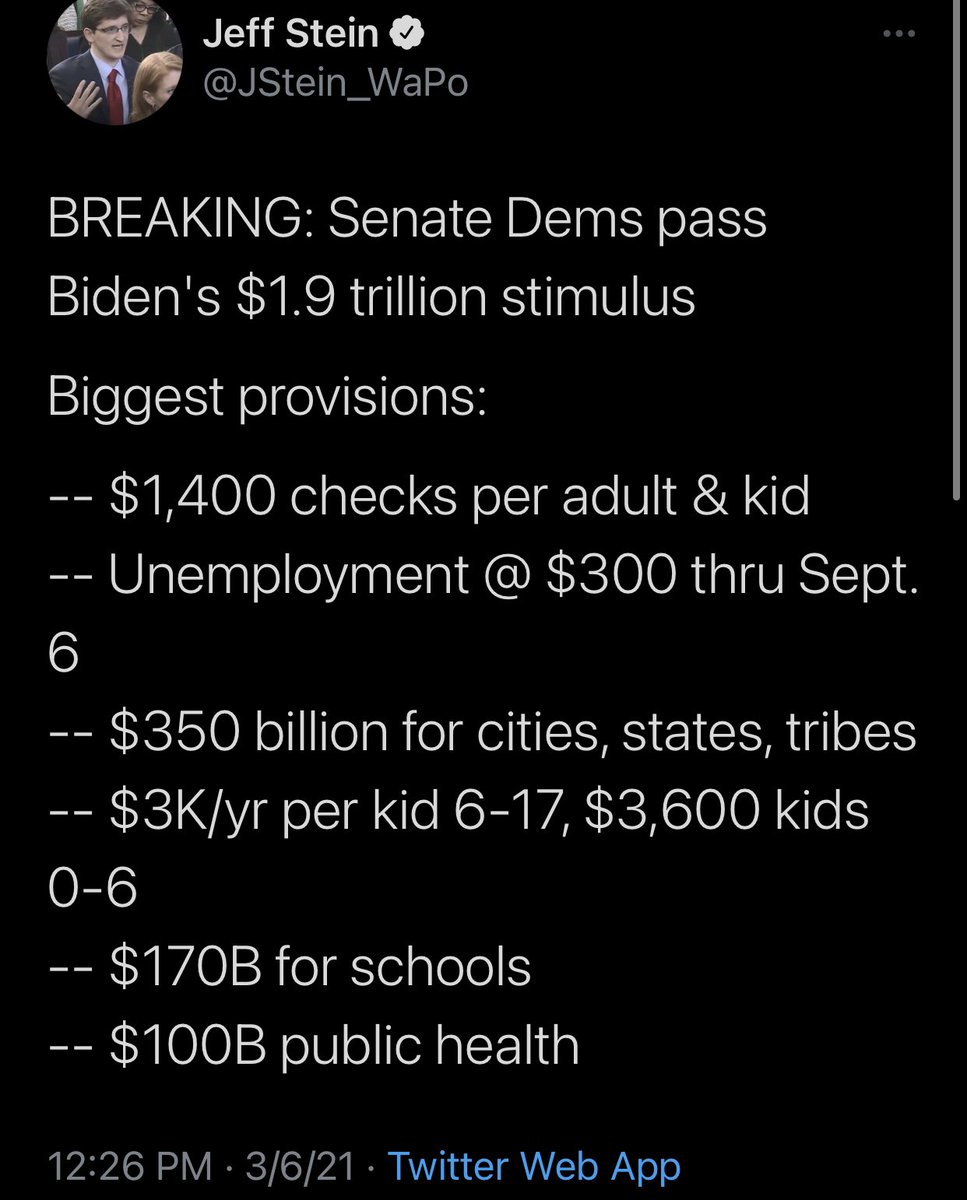 Jeff Stein
@JStein_WaPo
BREAKING: Senate Dems pass
Biden's $1.9 trillion stimulus
Biggest provisions:
-- $1,400 checks per adult & kid
-- Unemployment @ $300 thru Sept.
6
-- $350 billion for cities, states, tribes
-- $3K/yr per kid 6-17, $3,600 kids
0-6
-- $170B for schools
-- $100B public health
12:26 PM · 3/6/21 · Twitter Web App